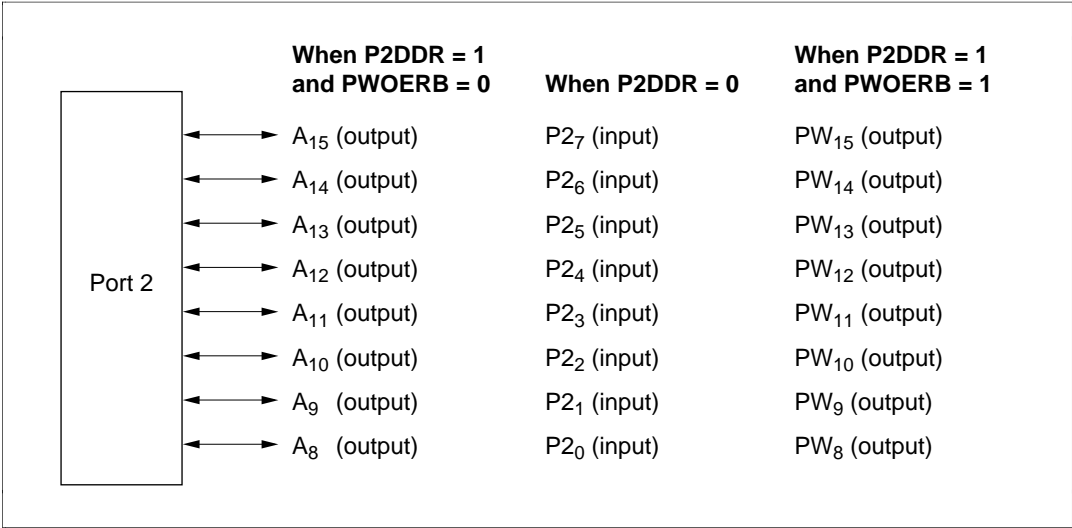 When P2DDR = 1 and PWOERB = 0
When P2DDR = 0
When P2DDR = 1 and PWOERB = 1
Port 2
A15 (output) P27 (input) PW15 (output)
A14 (output) P26 (input) PW14 (output)
A13 (output) P25 (input) PW13 (output)
A12 (output) P24 (input) PW12 (output)
A11 (output) P23 (input) PW11 (output)
A10 (output) P22 (input) PW10 (output)
A9 (output) P21 (input) PW9 (output)
A8 (output) P20 (input) PW8 (output)